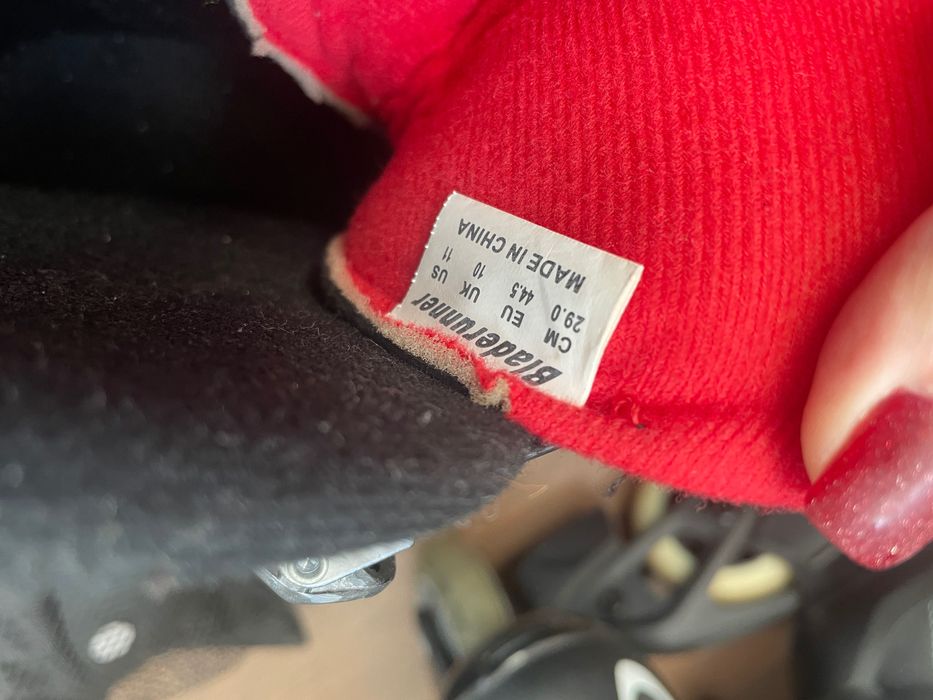 Bladerunner
CM EU UK US
29.0 44.5 10 11
MADE IN CHINA